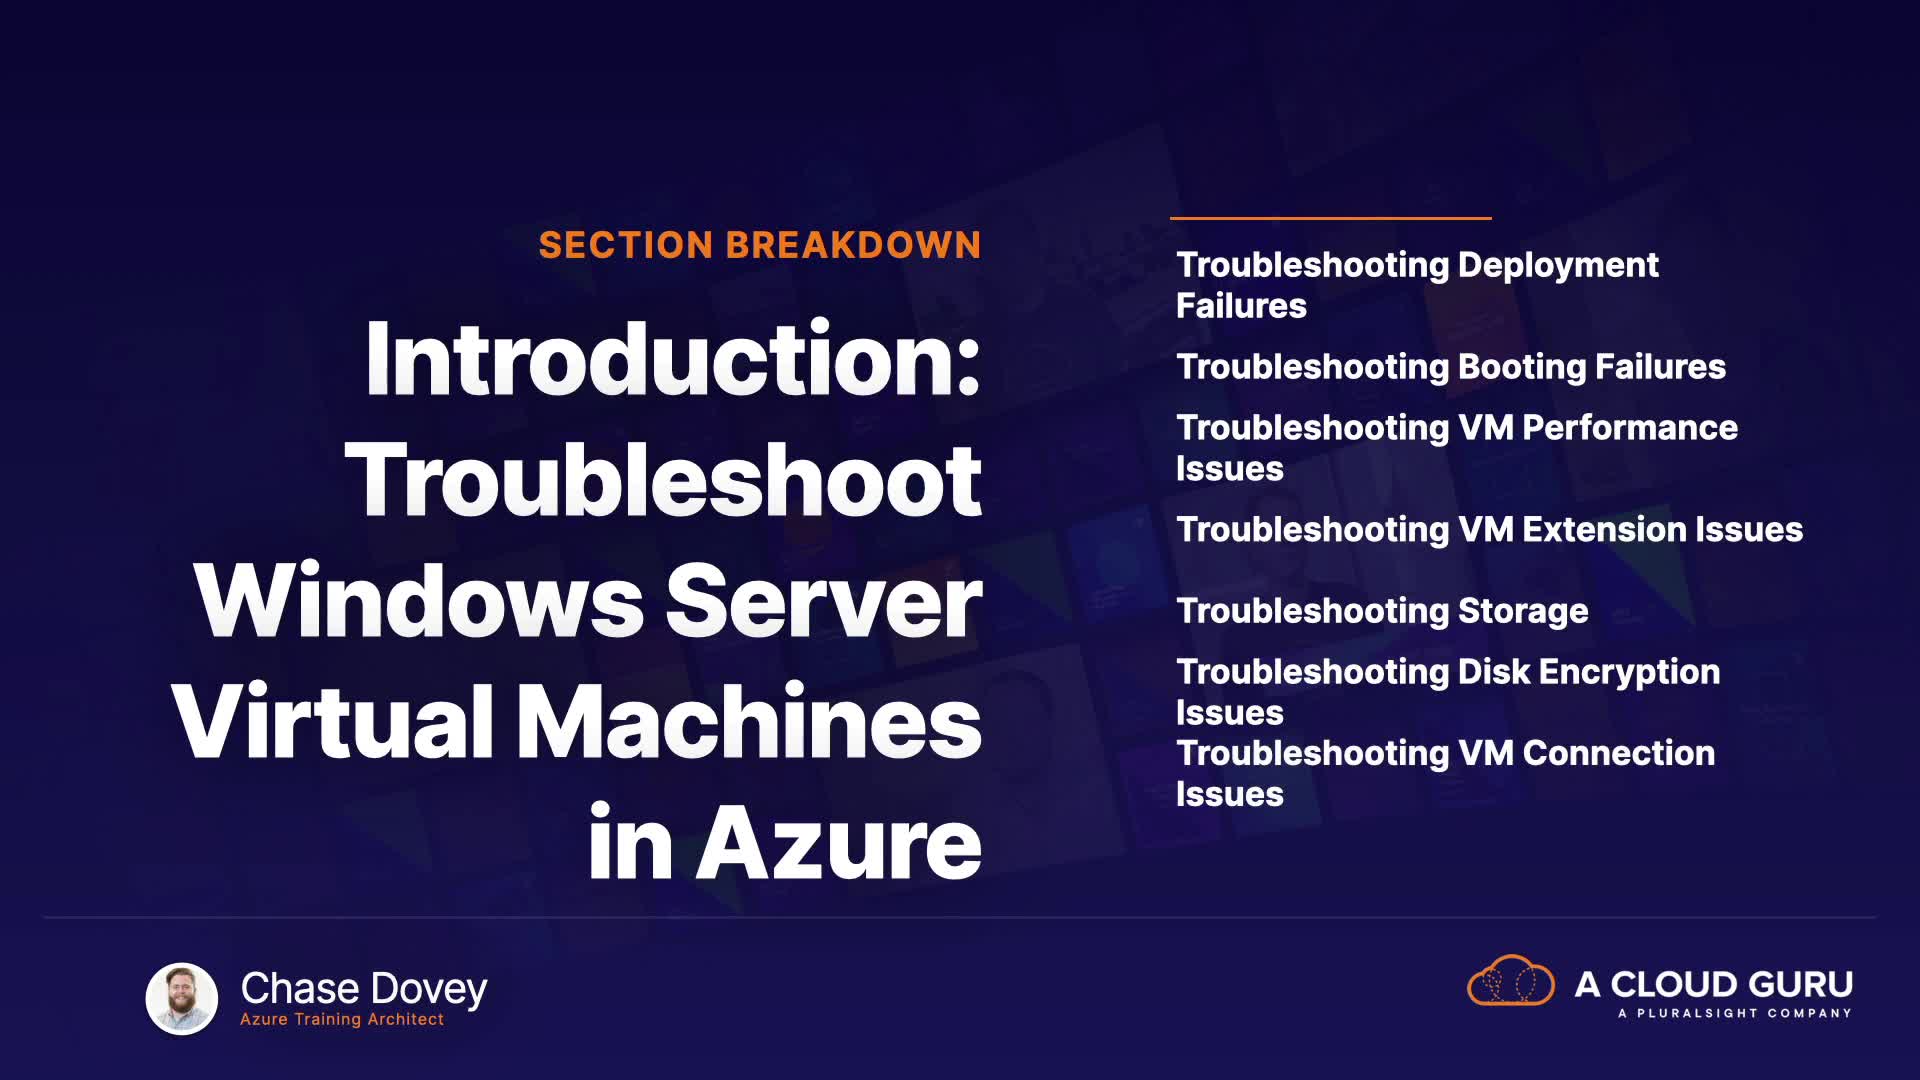 SECTION BREAKDOWN
Introduction:
Troubleshoot
Windows Server
Virtual Machines
in Azure
Troubleshooting Deployment
Failures
Troubleshooting Booting Failures
Troubleshooting VM Performance
Issues
Troubleshooting VM Extension Issues
Troubleshooting Storage
Troubleshooting Disk Encryption
Issues
Troubleshooting VM Connection
Issues
Chase Dovey
Azure Training Architect
A CLOUD GURU
A PLURALSIGHT COMPANY